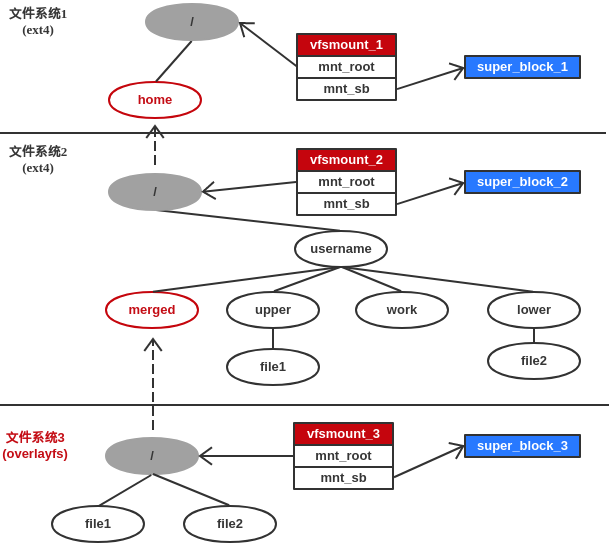 文件系统1
(ext4)
/
home
vfsmount_1
mnt_root
mnt_sb
super_block_1
文件系统2
(ext4)
/
vfsmount_2
mnt_root
mnt_sb
super_block_2
username
merged
upper
work
lower
file1
file2
文件系统3
(overlayfs)
/
vfsmount_3
mnt_root
mnt_sb
super_block_3
file1
file2